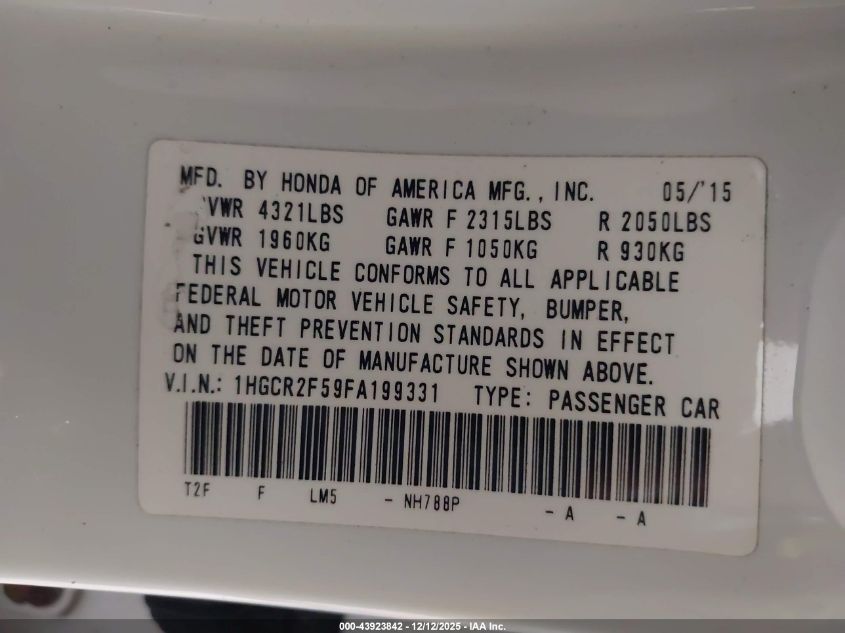 MFD. BY HONDA OF AMERICA MFG., INC. 05/'15
VWR 4321LBS GAWR F 2315LBS R 2050LBS
GVWR 1960KG GAWR F 1050KG R 930KG
THIS VEHICLE CONFORMS TO ALL APPLICABLE
FEDERAL MOTOR VEHICLE SAFETY, BUMPER,
AND THEFT PREVENTION STANDARDS IN EFFECT
ON THE DATE OF MANUFACTURE SHOWN ABOVE.
V.I.N.: 1HGCR2F59FA199331 TYPE: PASSENGER CAR
T2F F LM5 - NH788P - A - A
000-43923842 - 12/12/2025 - IAA Inc.